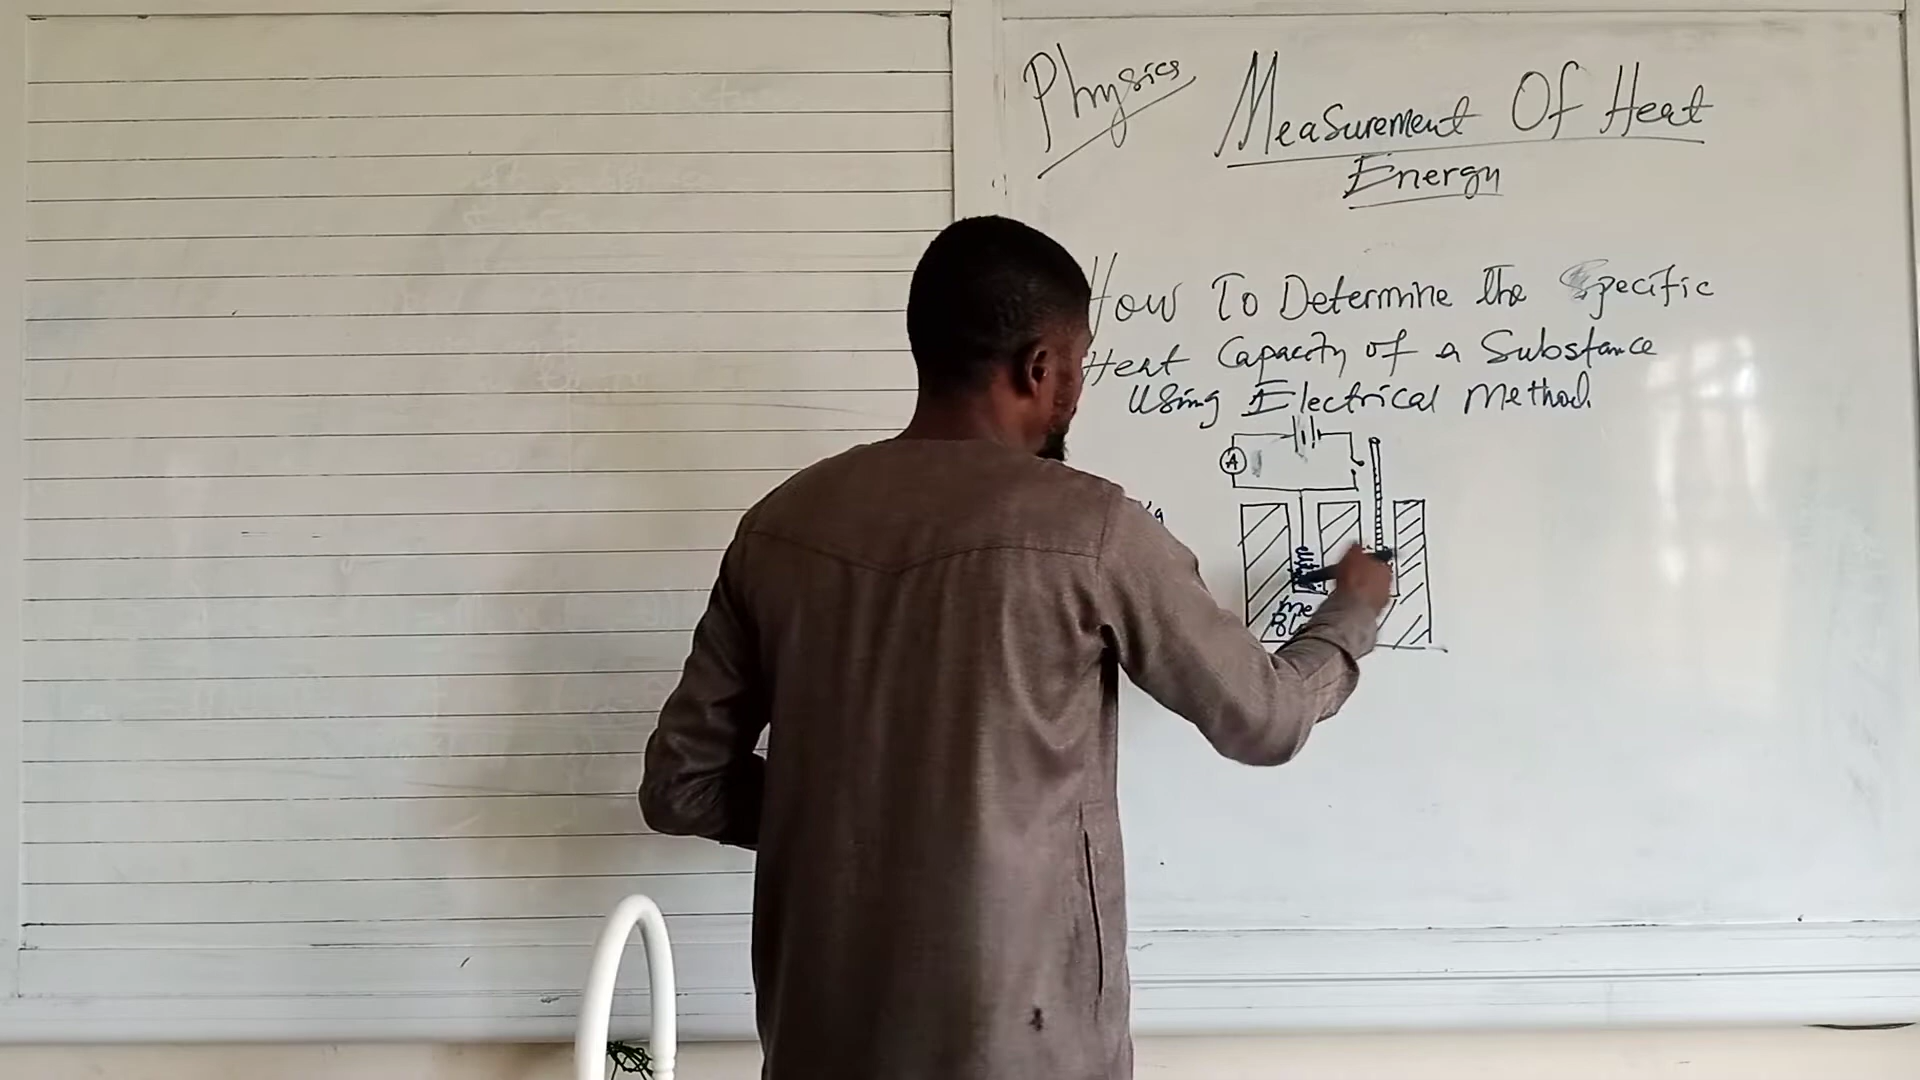 Physics
Measurement Of Heat
Energy
How To Determine the Specific
Heat Capacity of a Substance
Using Electrical Method.
A